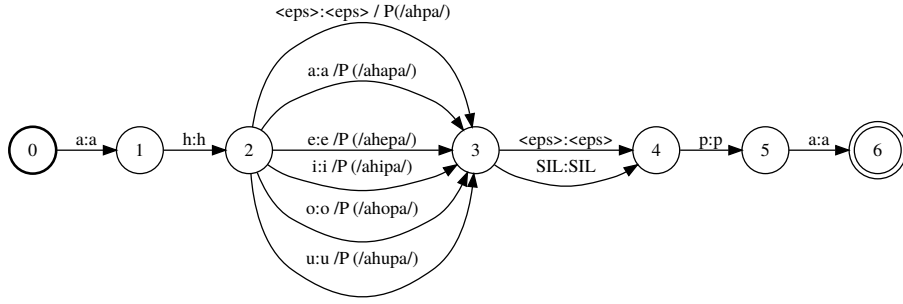 <eps>:<eps> / P(/ahpa/)
a:a /P (/ahapa/)
0 a:a 1 h:h 2 e:e /P (/ahepa/) 3 <eps>:<eps> 4 p:p 5 a:a 6
i:i /P (/ahipa/) SIL:SIL
o:o /P (/ahopa/)
u:u /P (/ahupa/)